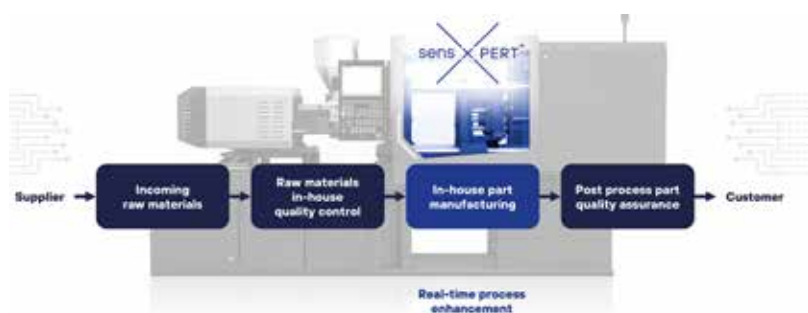 sensXPERT
Supplier
Incoming
raw materials
Raw materials
in-house
quality control
In-house part
manufacturing
Post process part
quality assurance
Customer
Real-time process
enhancement